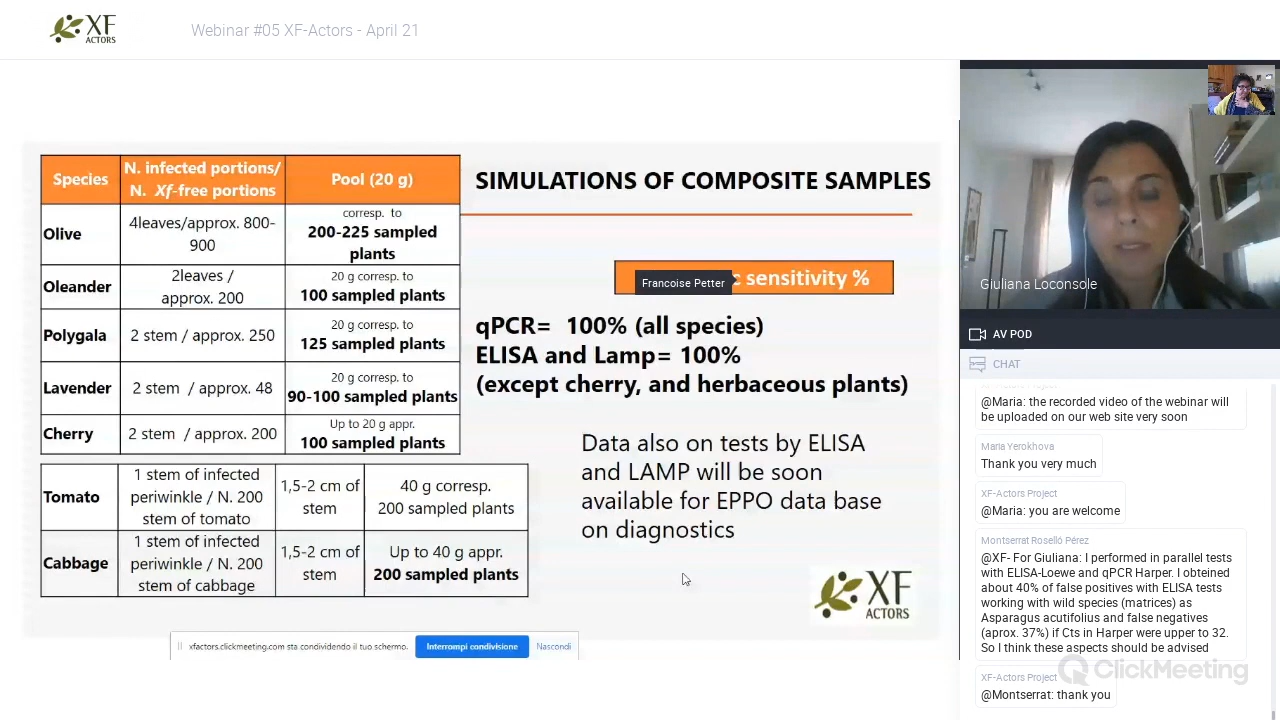 XF
ACTORS
Webinar #05 XF-Actors - April 21
Species
N. infected portions/
N. Xf-free portions
Pool (20 g)
Olive
4leaves/approx. 800-
900
corresp. to
200-225 sampled
plants
Oleander
2leaves /
approx. 200
20 g corresp. to
100 sampled plants
Polygala
2 stem / approx. 250
20 g corresp. to
125 sampled plants
Lavender
2 stem / approx. 48
20 g corresp. to
90-100 sampled plants
Cherry
2 stem / approx. 200
Up to 20 g appr.
100 sampled plants
Tomato
1 stem of infected
periwinkle / N. 200
stem of tomato
1,5-2 cm of
stem
40 g corresp.
200 sampled plants
Cabbage
1 stem of infected
periwinkle / N. 200
stem of cabbage
1,5-2 cm of
stem
Up to 40 g appr.
200 sampled plants
SIMULATIONS OF COMPOSITE SAMPLES
Francoise Petter
c sensitivity %
qPCR= 100% (all species)
ELISA and Lamp= 100%
(except cherry, and herbaceous plants)
Data also on tests by ELISA
and LAMP will be soon
available for EPPO data base
on diagnostics
XF
ACTORS
xfactors.clickmeeting.com sta condividendo il tuo schermo.
Interrompi condivisione
Nascondi
Giuliana Loconsole
AV POD
CHAT
@Maria: the recorded video of the webinar will
be uploaded on our web site very soon
Maria Yerokhova
Thank you very much
XF-Actors Project
@Maria: you are welcome
Montserrat Roselló Pérez
@XF- For Giuliana: I performed in parallel tests
with ELISA-Loewe and qPCR Harper. I obteined
about 40% of false positives with ELISA tests
working with wild species (matrices) as
Asparagus acutifolius and false negatives
(aprox. 37%) if Cts in Harper were upper to 32.
So I think these aspects should be advised
XF-Actors Project
@Montserrat: thank you
ClickMeeting